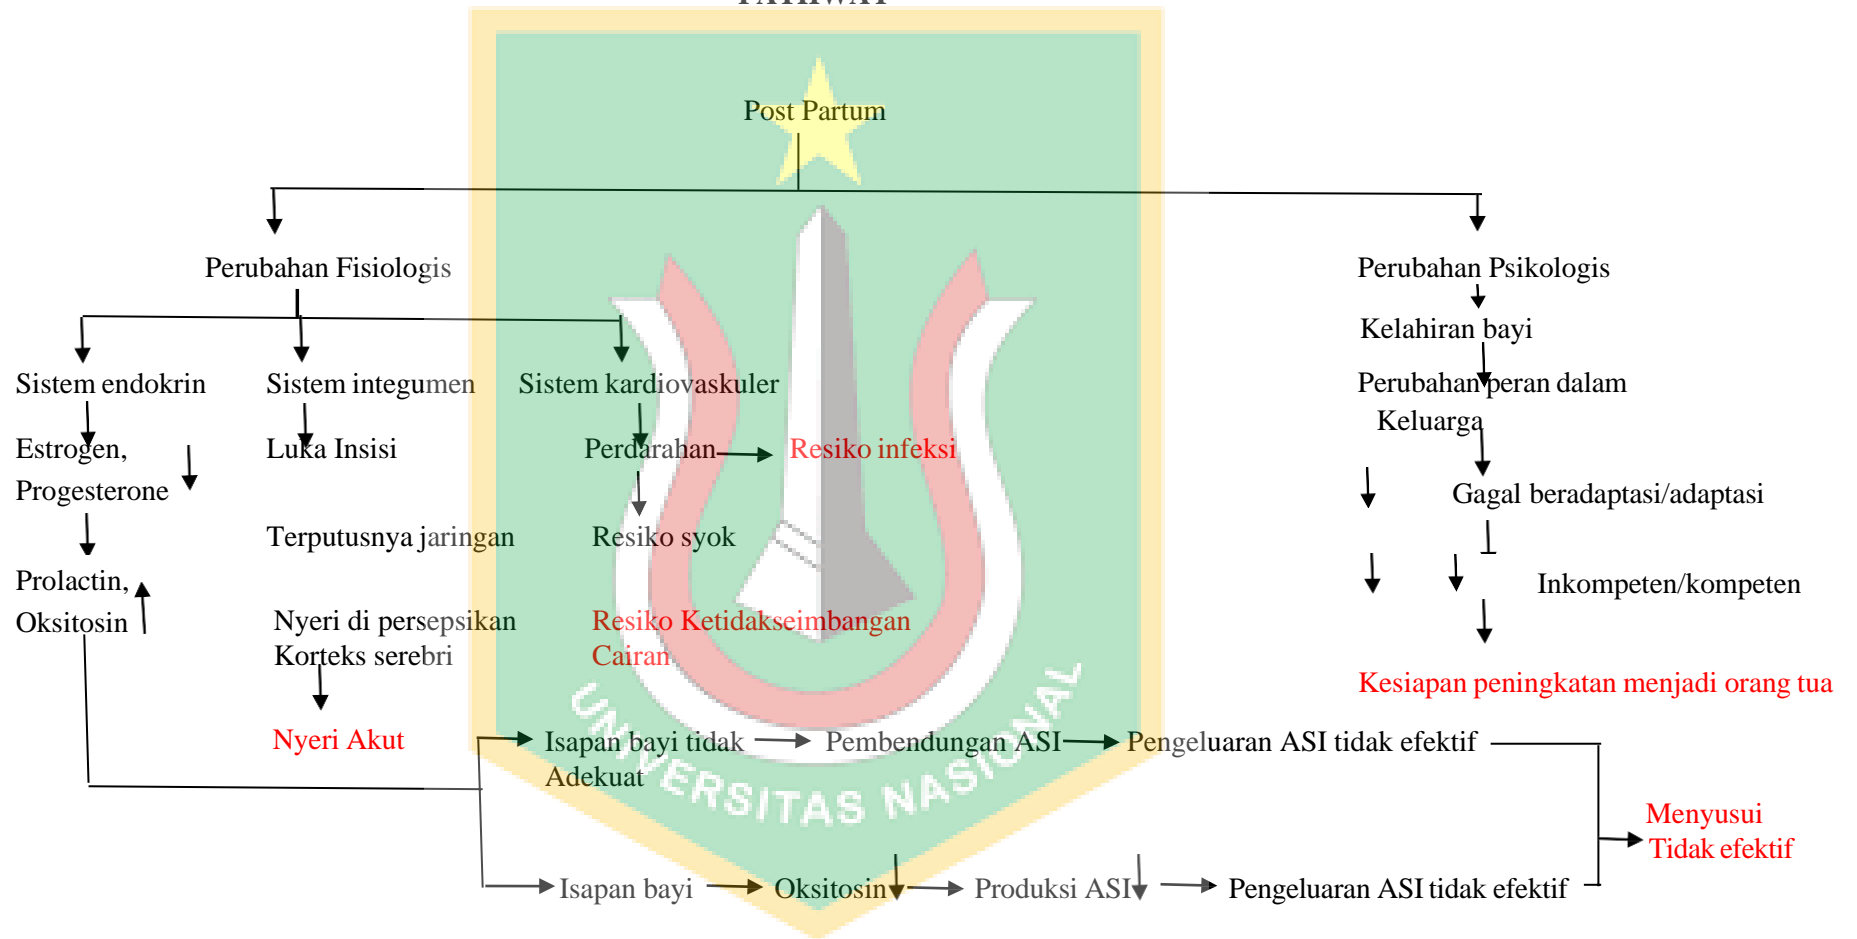 Post Partum
Perubahan Fisiologis
Perubahan Psikologis
Kelahiran bayi
Sistem endokrin
Sistem integumen
Sistem kardiovaskuler
Perubahan peran dalam
Keluarga
Estrogen,
Progesterone
Luka Insisi
Perdarahan
Resiko infeksi
Gagal beradaptasi/adaptasi
Terputusnya jaringan
Resiko syok
Prolactin,
Oksitosin
Inkompeten/kompeten
Nyeri di persepsikan
Korteks serebri
Resiko Ketidakseimbangan
Cairan
Kesiapan peningkatan menjadi orang tua
Nyeri Akut
Isapan bayi tidak
Adekuat
Pembendungan ASI
Pengeluaran ASI tidak efektif
UNIVERSITAS NASIONAL
Menyusui
Tidak efektif
Isapan bayi
Oksitosin
Produksi ASI
Pengeluaran ASI tidak efektif